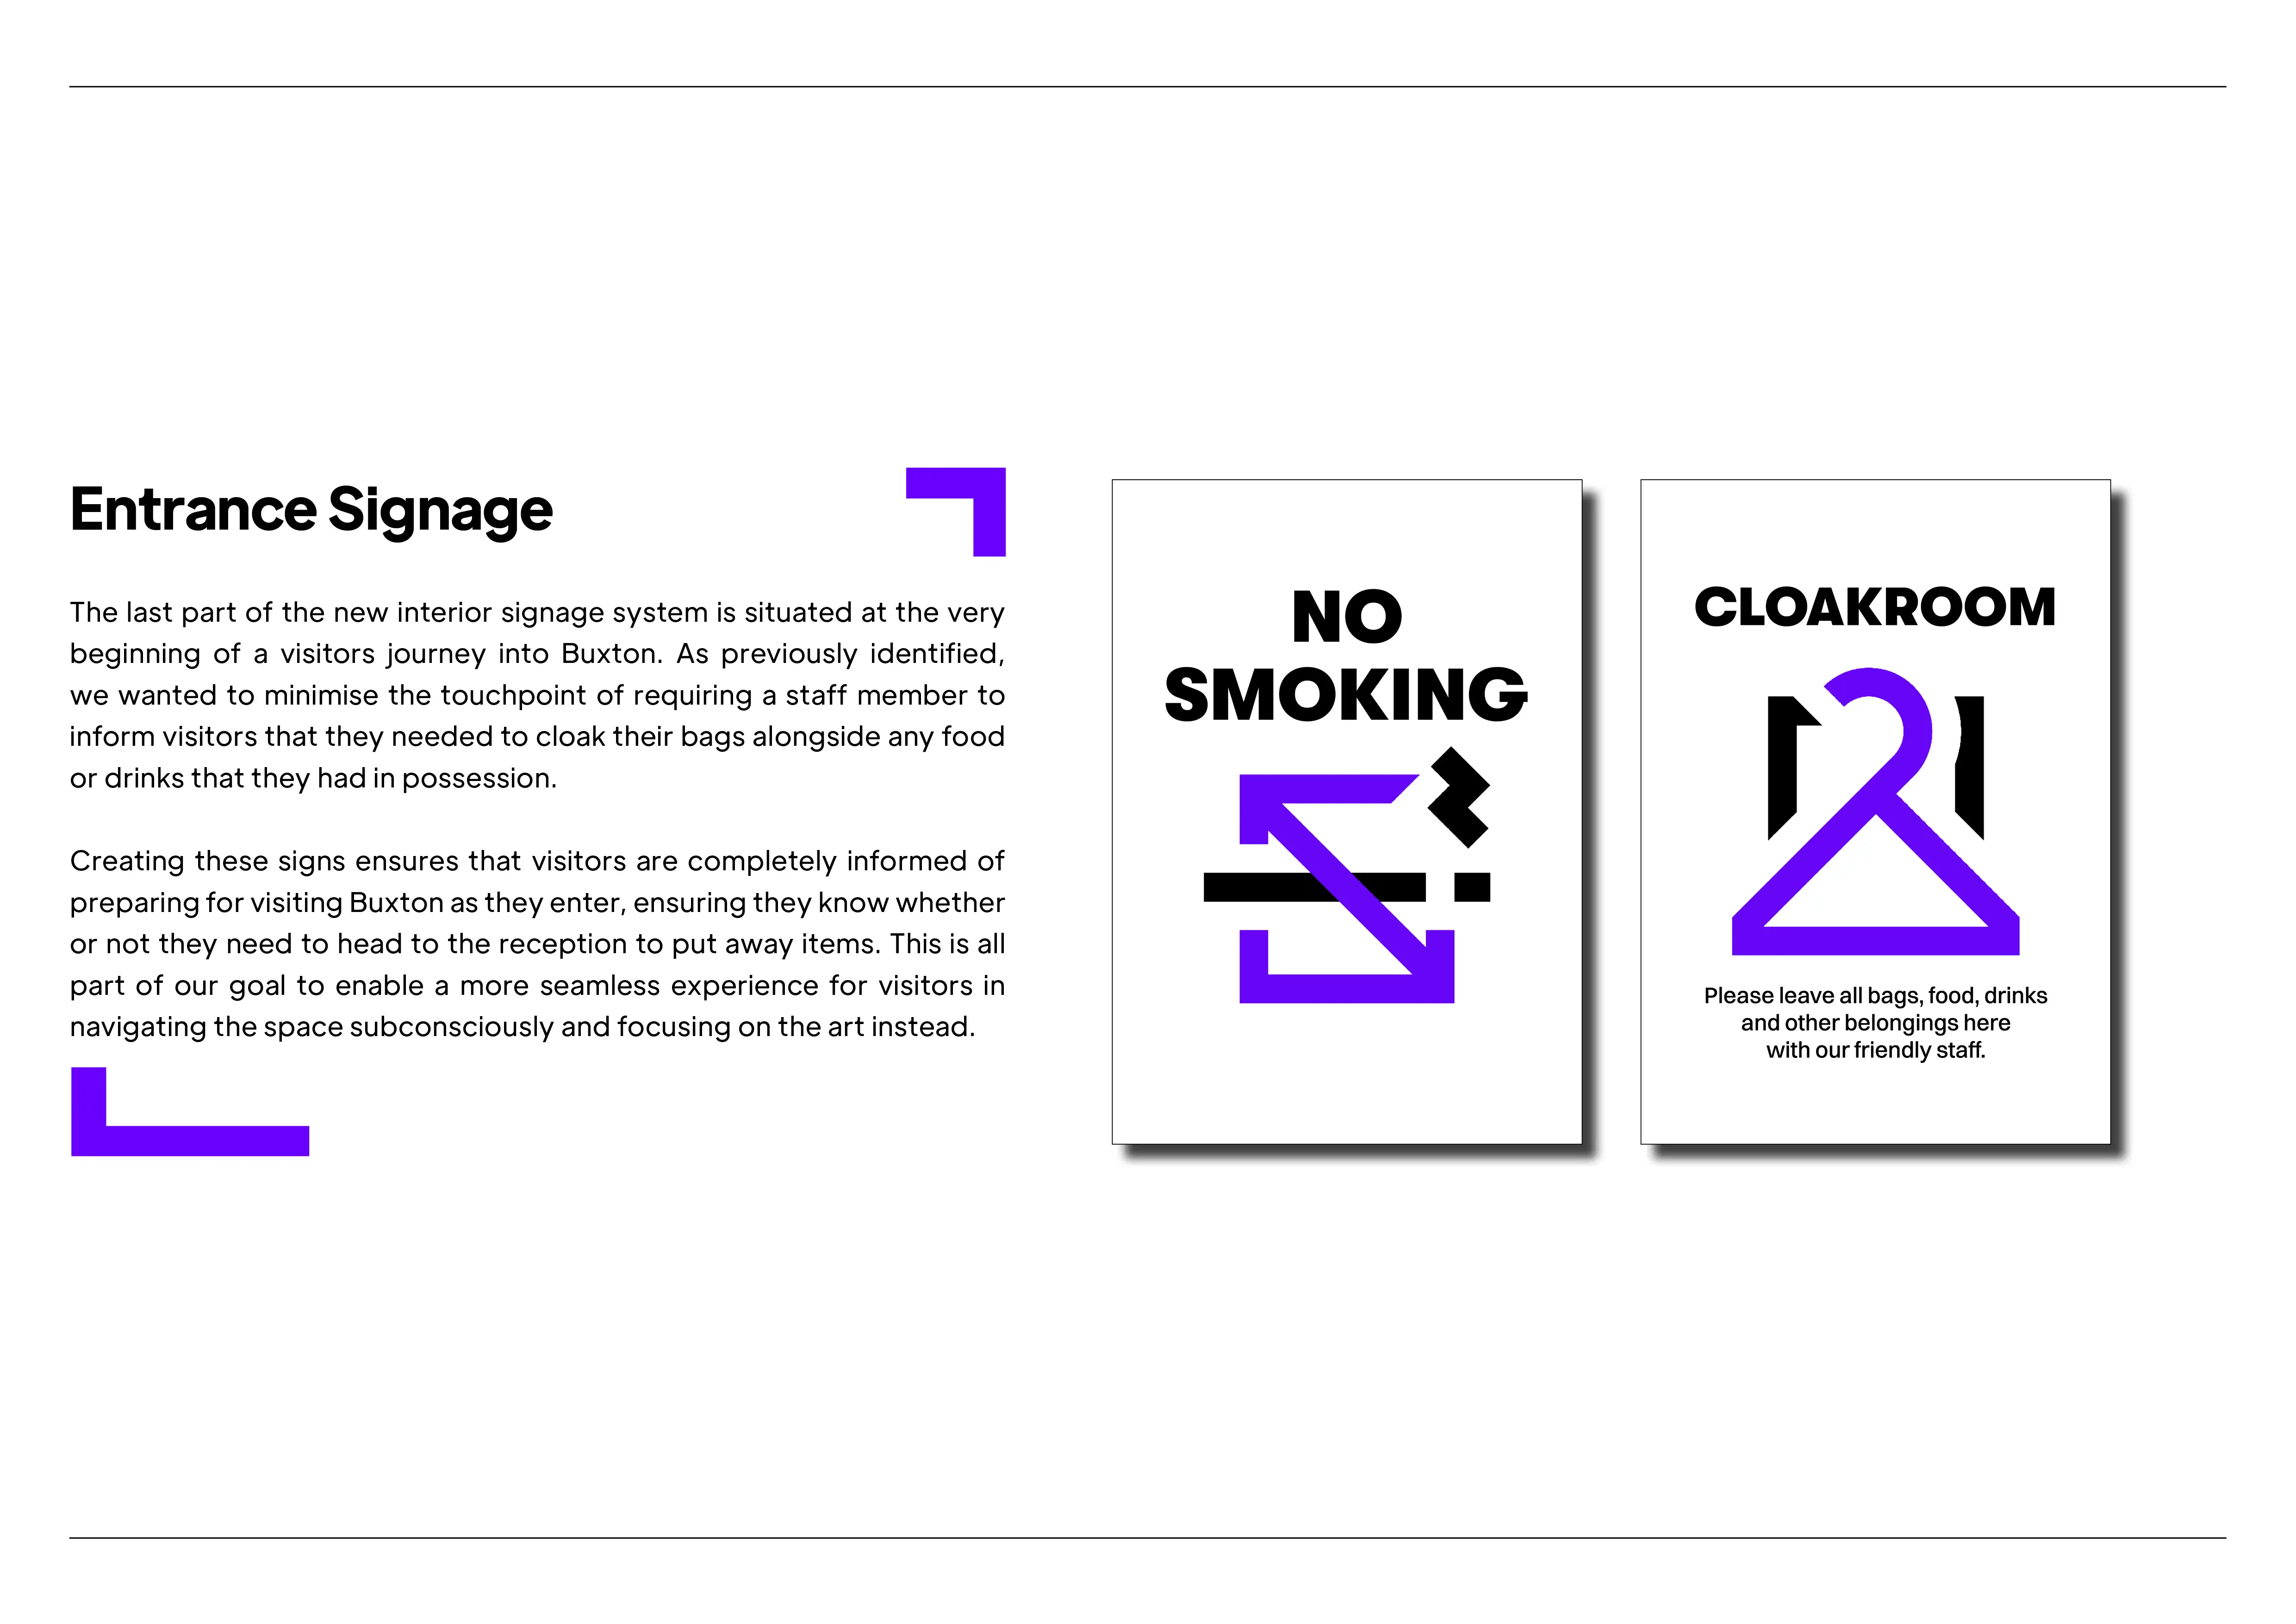 Entrance Signage
The last part of the new interior signage system is situated at the very
beginning of a visitors journey into Buxton. As previously identified,
we wanted to minimise the touchpoint of requiring a staff member to
inform visitors that they needed to cloak their bags alongside any food
or drinks that they had in possession.
Creating these signs ensures that visitors are completely informed of
preparing for visiting Buxton as they enter, ensuring they know whether
or not they need to head to the reception to put away items. This is all
part of our goal to enable a more seamless experience for visitors in
navigating the space subconsciously and focusing on the art instead.
NO
SMOKING
CLOAKROOM
Please leave all bags, food, drinks
and other belongings here
with our friendly staff.